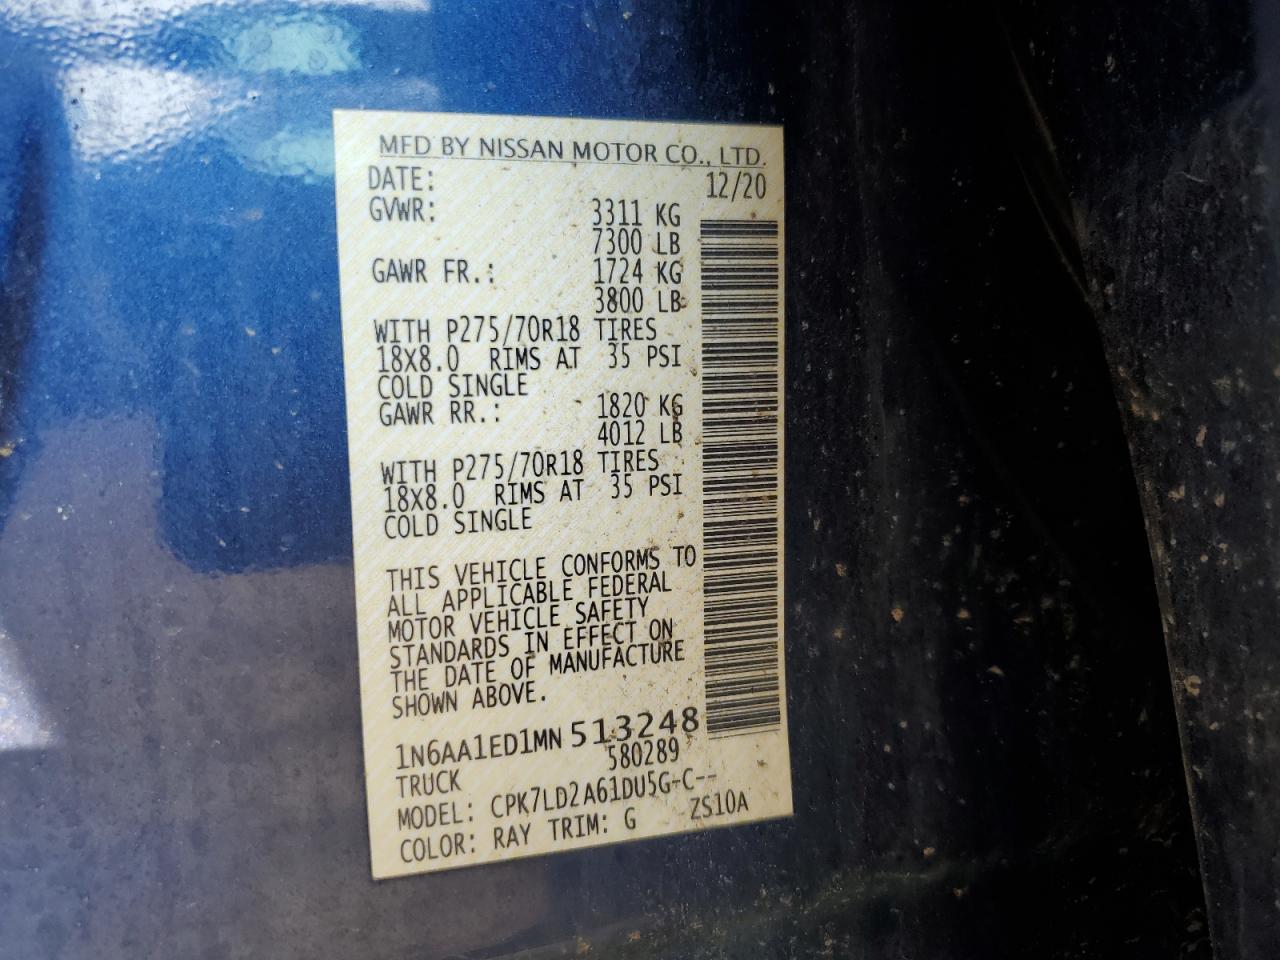 MFD BY NISSAN MOTOR CO., LTD.
DATE: 12/20
GVWR: 3311 KG
7300 LB
GAWR FR.: 1724 KG
3800 LB
WITH P275/70R18 TIRES
18X8.0 RIMS AT 35 PSI
COLD SINGLE
GAWR RR.: 1820 KG
4012 LB
WITH P275/70R18 TIRES
18X8.0 RIMS AT 35 PSI
COLD SINGLE
THIS VEHICLE CONFORMS TO
ALL APPLICABLE FEDERAL
MOTOR VEHICLE SAFETY
STANDARDS IN EFFECT ON
THE DATE OF MANUFACTURE
SHOWN ABOVE.
1N6AA1ED1MN 513248
TRUCK 580289
MODEL: CPK7LD2A61DU5G-C--
COLOR: RAY TRIM: G ZS10A